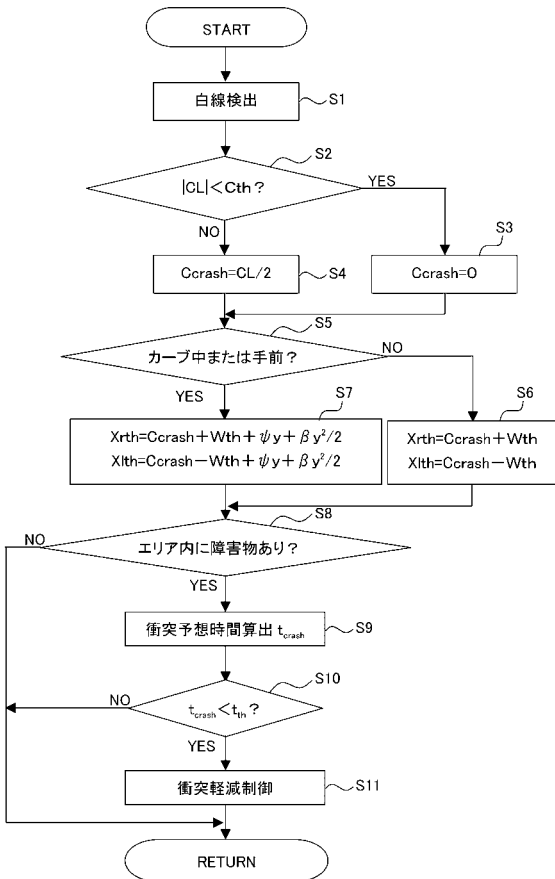 START
白線検出
S1
S2
|CL|<Cth？
YES
NO
S3
Ccrash=CL/2
S4
Ccrash=0
S5
カーブ中または手前？
NO
YES
S7
S6
Xrth=Ccrash+Wth+ψy+βy²/2
Xlth=Ccrash−Wth+ψy+βy²/2
Xrth=Ccrash+Wth
Xlth=Ccrash−Wth
S8
NO
エリア内に障害物あり？
YES
衝突予想時間算出 t_crash
S9
S10
NO
t_crash<t_th？
YES
衝突軽減制御
S11
RETURN